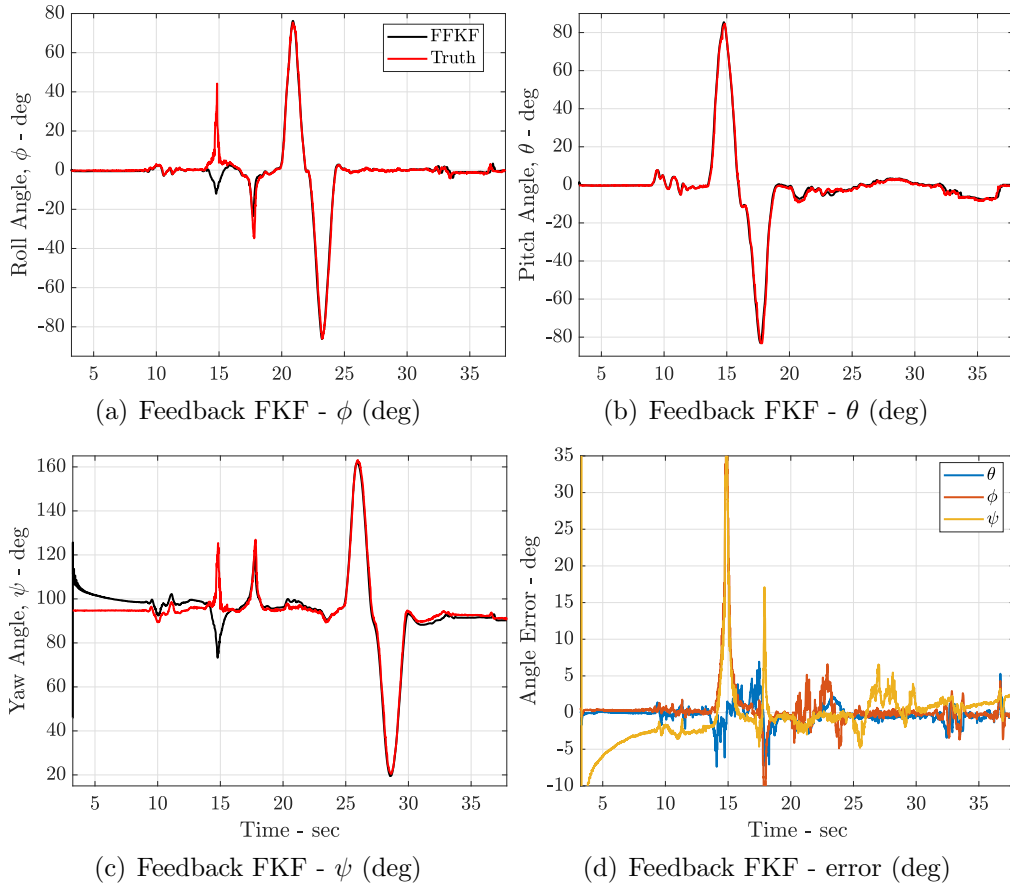 80
60
40
20
0
-20
-40
-60
-80
Roll Angle, ϕ - deg
FFKF
Truth
5 10 15 20 25 30 35
(a) Feedback FKF - ϕ (deg)
80
60
40
20
0
-20
-40
-60
-80
Pitch Angle, θ - deg
5 10 15 20 25 30 35
(b) Feedback FKF - θ (deg)
160
140
120
100
80
60
40
20
Yaw Angle, ψ - deg
5 10 15 20 25 30 35
Time - sec
(c) Feedback FKF - ψ (deg)
35
30
25
20
15
10
5
0
-5
-10
Angle Error - deg
θ
ϕ
ψ
5 10 15 20 25 30 35
Time - sec
(d) Feedback FKF - error (deg)